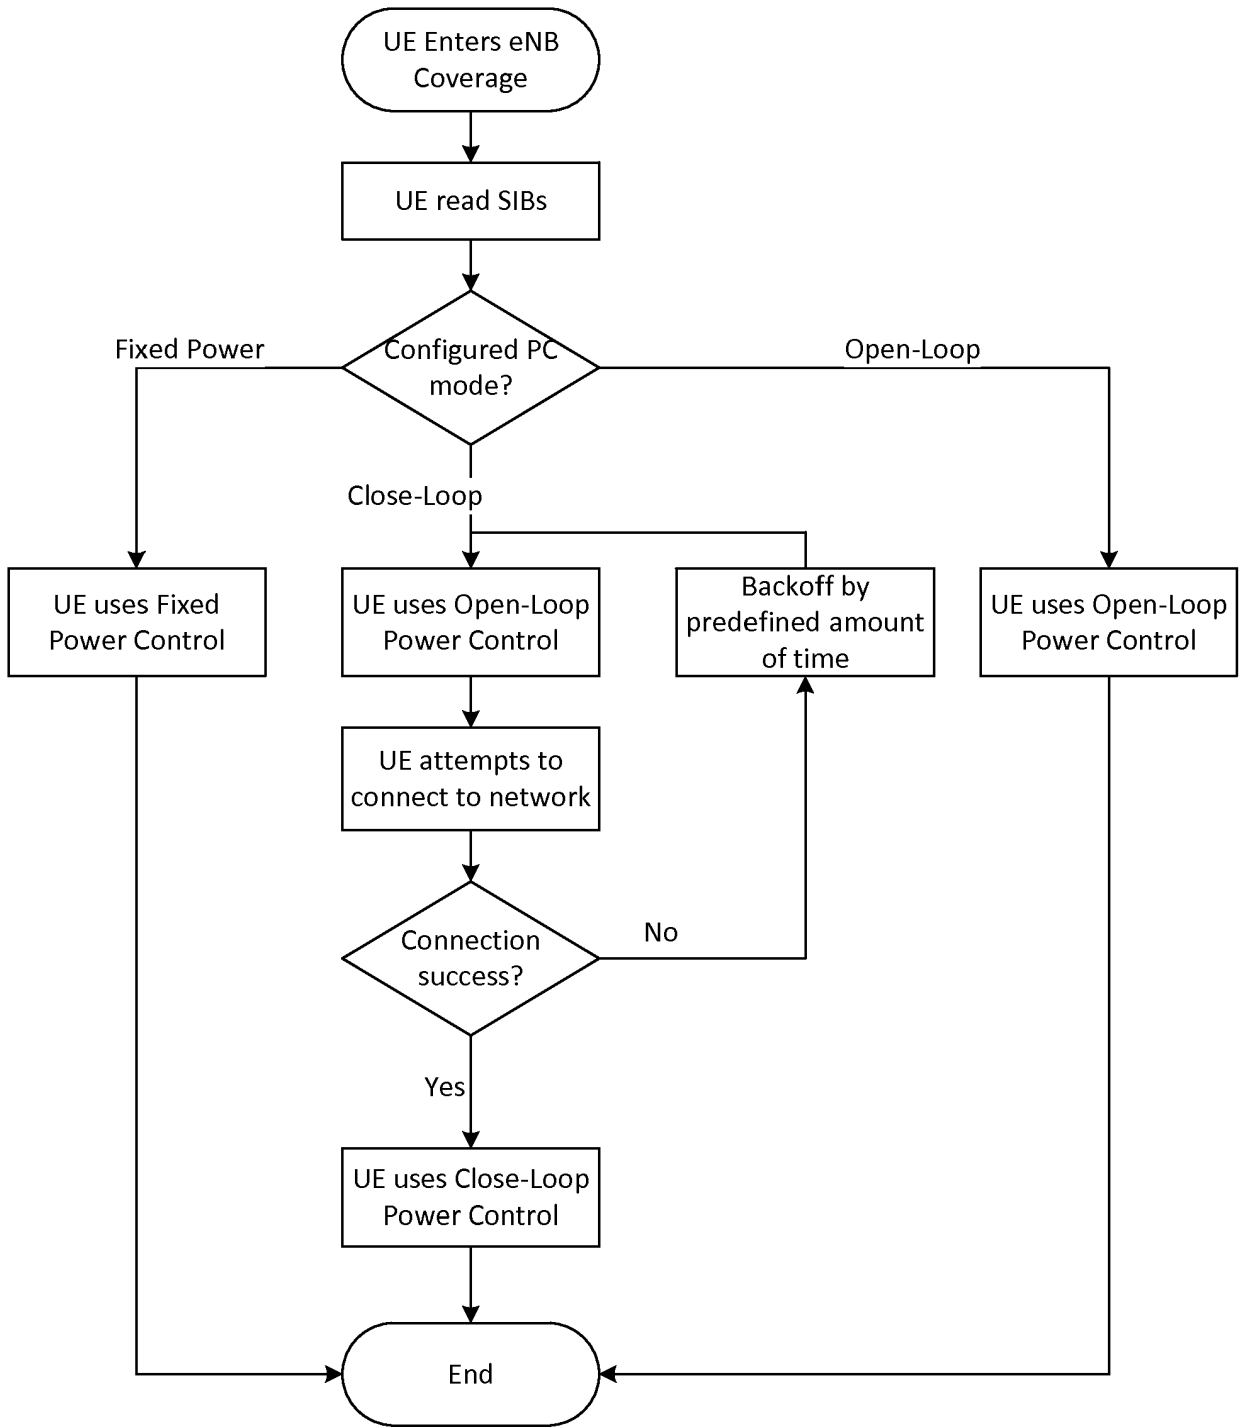 UE Enters eNB
Coverage
UE read SIBs
Configured PC
mode?
Fixed Power
Open-Loop
Close-Loop
UE uses Fixed
Power Control
UE uses Open-Loop
Power Control
Backoff by
predefined amount
of time
UE uses Open-Loop
Power Control
UE attempts to
connect to network
Connection
success?
No
Yes
UE uses Close-Loop
Power Control
End